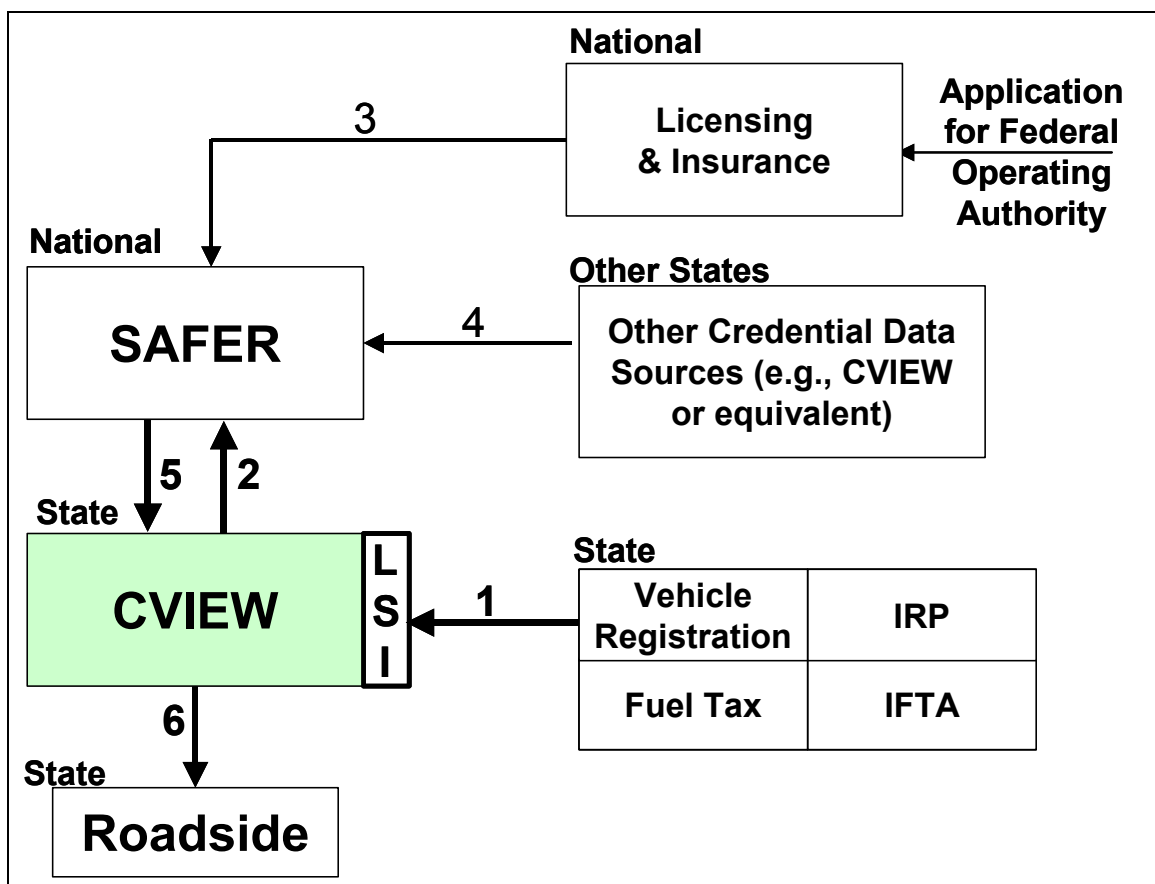 National
Licensing
& Insurance
Application
for Federal
Operating
Authority
3
National
SAFER
Other States
Other Credential Data
Sources (e.g., CVIEW
or equivalent)
4
5
2
State
CVIEW
L
S
I
1
State
Vehicle
Registration
IRP
Fuel Tax
IFTA
6
State
Roadside